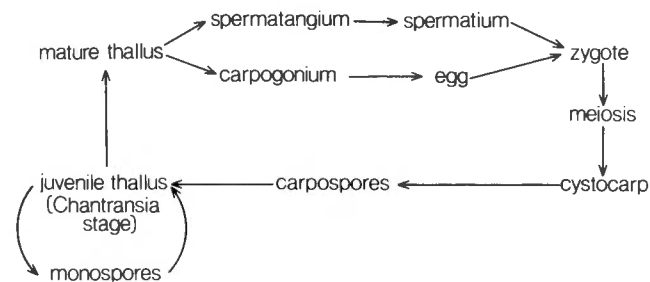 spermatangium
spermatium
mature thallus
zygote
carpogonium
egg
meiosis
juvenile thallus
(Chantransia
stage)
carpospores
cystocarp
monospores